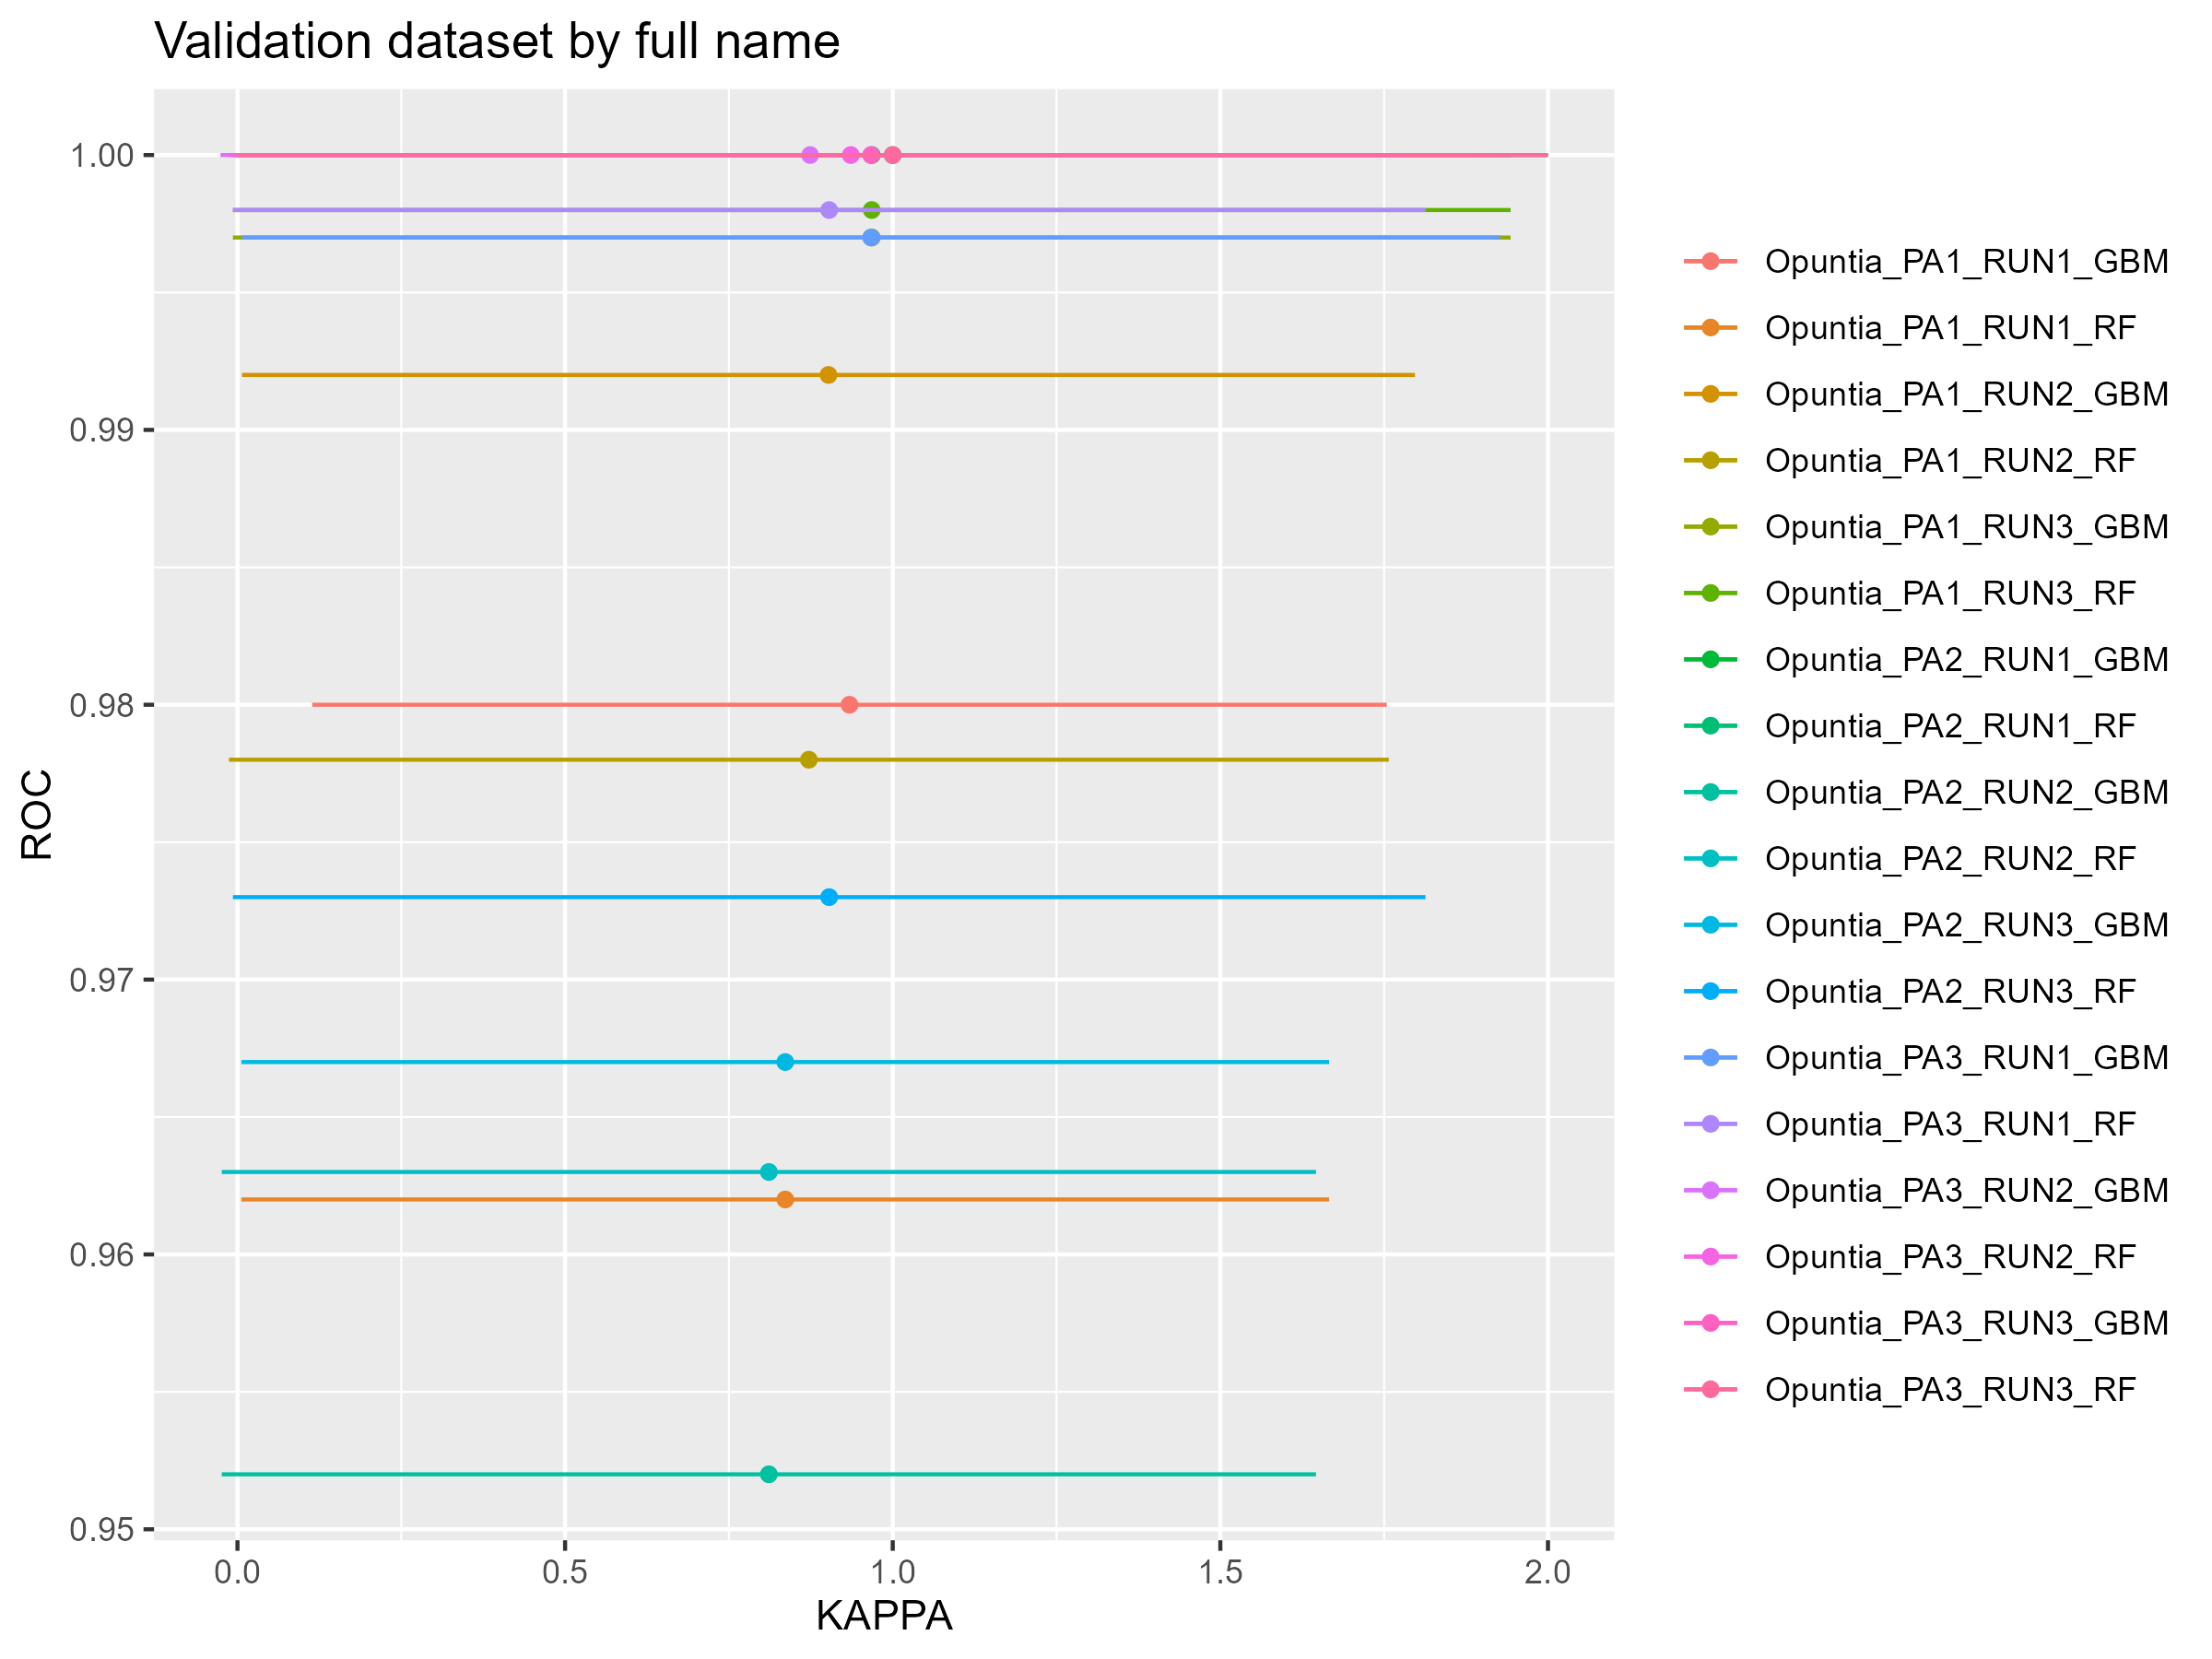 Validation dataset by full name
1.00
0.99
0.98
0.97
0.96
0.95
ROC
0.0 0.5 1.0 1.5 2.0
KAPPA
Opuntia_PA1_RUN1_GBM
Opuntia_PA1_RUN1_RF
Opuntia_PA1_RUN2_GBM
Opuntia_PA1_RUN2_RF
Opuntia_PA1_RUN3_GBM
Opuntia_PA1_RUN3_RF
Opuntia_PA2_RUN1_GBM
Opuntia_PA2_RUN1_RF
Opuntia_PA2_RUN2_GBM
Opuntia_PA2_RUN2_RF
Opuntia_PA2_RUN3_GBM
Opuntia_PA2_RUN3_RF
Opuntia_PA3_RUN1_GBM
Opuntia_PA3_RUN1_RF
Opuntia_PA3_RUN2_GBM
Opuntia_PA3_RUN2_RF
Opuntia_PA3_RUN3_GBM
Opuntia_PA3_RUN3_RF